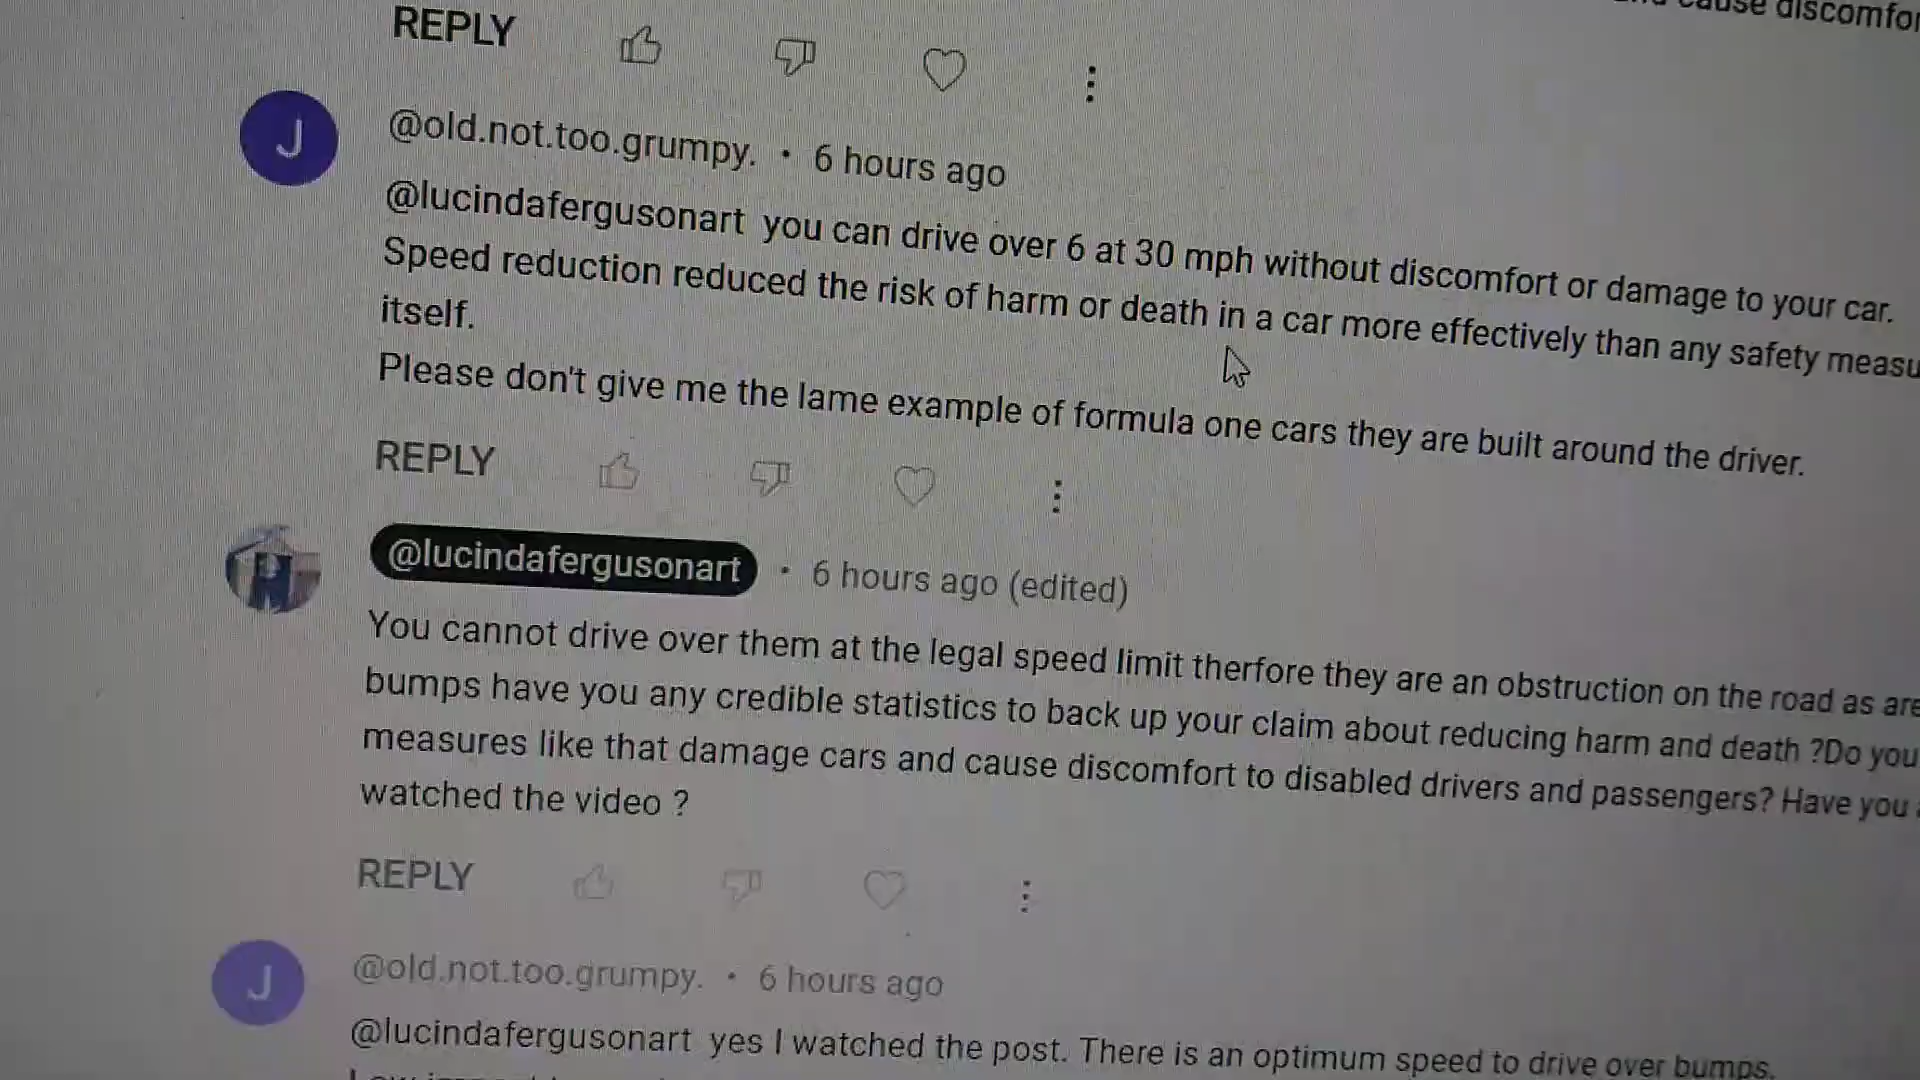 cause discomfor
REPLY
J
@old.not.too.grumpy. • 6 hours ago
@lucindafergusonart you can drive over 6 at 30 mph without discomfort or damage to your car.
Speed reduction reduced the risk of harm or death in a car more effectively than any safety measu
itself.
Please don't give me the lame example of formula one cars they are built around the driver.
REPLY
@lucindafergusonart • 6 hours ago (edited)
You cannot drive over them at the legal speed limit therfore they are an obstruction on the road as are
bumps have you any credible statistics to back up your claim about reducing harm and death ?Do you
measures like that damage cars and cause discomfort to disabled drivers and passengers? Have you
watched the video ?
REPLY
J
@old.not.too.grumpy. • 6 hours ago
@lucindafergusonart yes I watched the post. There is an optimum speed to drive over bumps.